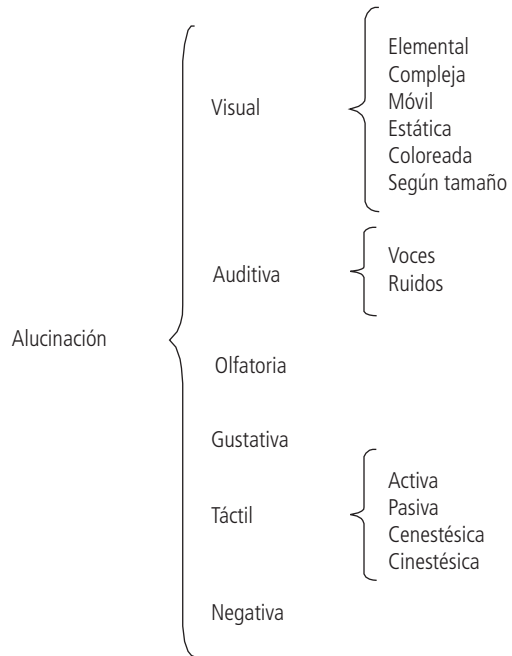 Alucinación
Visual
Elemental
Compleja
Móvil
Estática
Coloreada
Según tamaño
Auditiva
Voces
Ruidos
Olfatoria
Gustativa
Táctil
Activa
Pasiva
Cenestésica
Cinestésica
Negativa